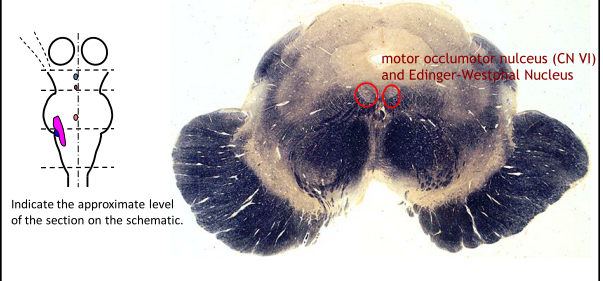 motor occlumotor nulceus (CN VI)
and Edinger-Westphal Nucleus
Indicate the approximate level
of the section on the schematic.